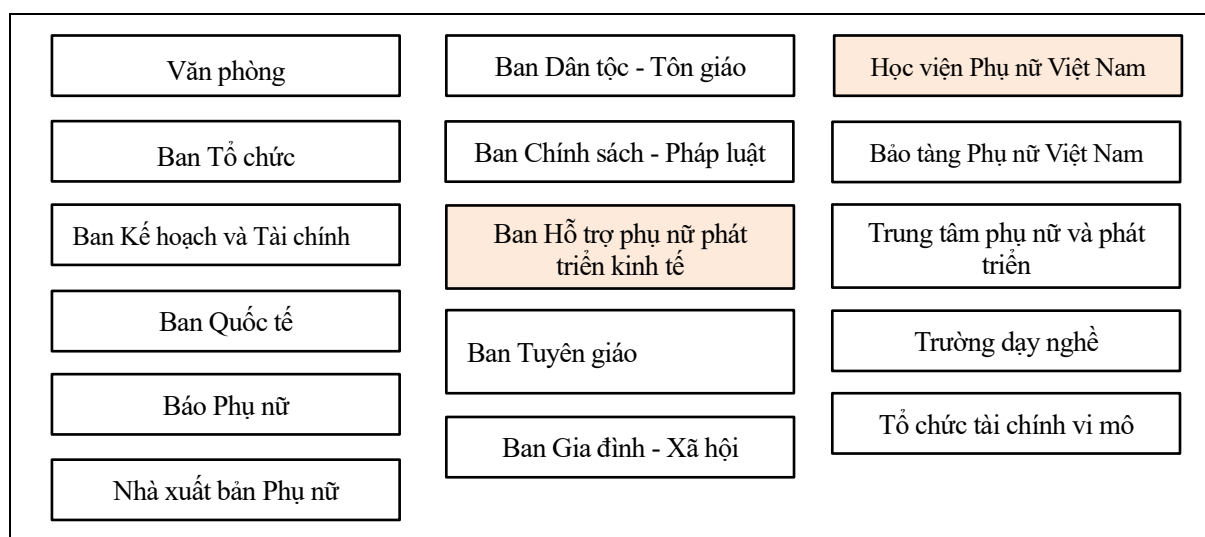 Văn phòng
Ban Tổ chức
Ban Kế hoạch và Tài chính
Ban Quốc tế
Báo Phụ nữ
Nhà xuất bản Phụ nữ
Ban Dân tộc - Tôn giáo
Ban Chính sách - Pháp luật
Ban Hỗ trợ phụ nữ phát
triển kinh tế
Ban Tuyên giáo
Ban Gia đình - Xã hội
Học viện Phụ nữ Việt Nam
Bảo tàng Phụ nữ Việt Nam
Trung tâm phụ nữ và phát
triển
Trường dạy nghề
Tổ chức tài chính vi mô